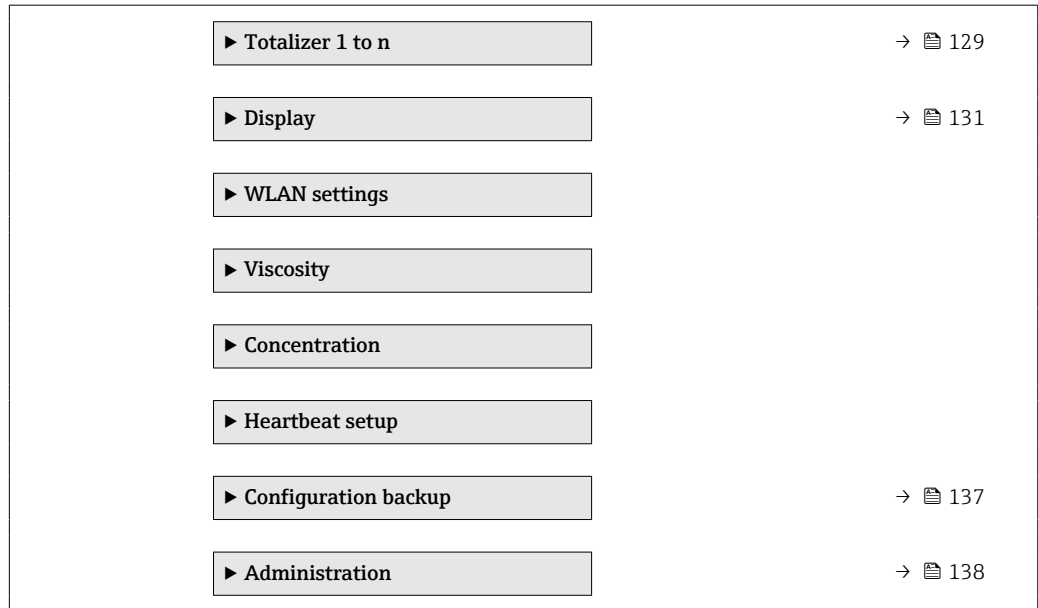 ▶ Totalizer 1 to n → 129
▶ Display → 131
▶ WLAN settings
▶ Viscosity
▶ Concentration
▶ Heartbeat setup
▶ Configuration backup → 137
▶ Administration → 138